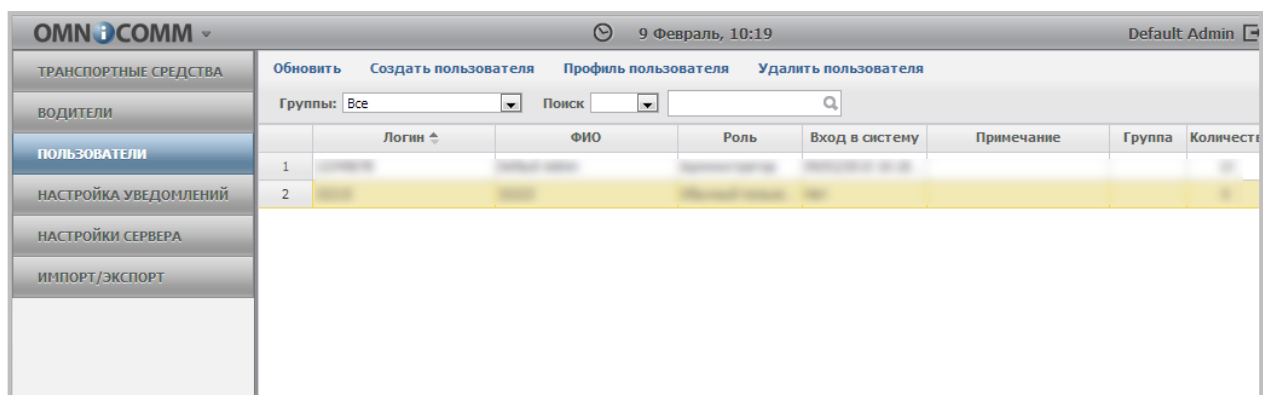 OMNiCOMM 9 Февраль, 10:19 Default Admin
ТРАНСПОРТНЫЕ СРЕДСТВА
ВОДИТЕЛИ
ПОЛЬЗОВАТЕЛИ
НАСТРОЙКА УВЕДОМЛЕНИЙ
НАСТРОЙКИ СЕРВЕРА
ИМПОРТ/ЭКСПОРТ
Обновить Создать пользователя Профиль пользователя Удалить пользователя
Группы: Все Поиск
Логин ФИО Роль Вход в систему Примечание Группа Количеств
1
2